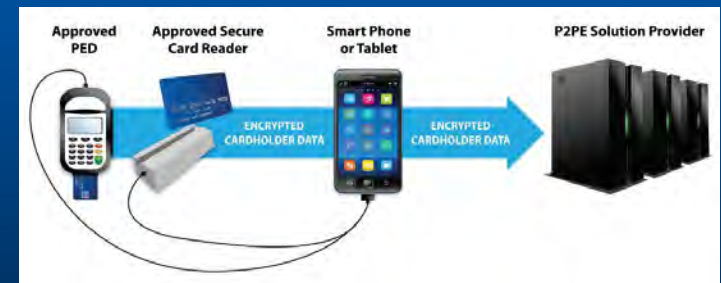 Approved
PED
Approved Secure
Card Reader
Smart Phone
or Tablet
P2PE Solution Provider
ENCRYPTED
CARDHOLDER DATA
ENCRYPTED
CARDHOLDER DATA